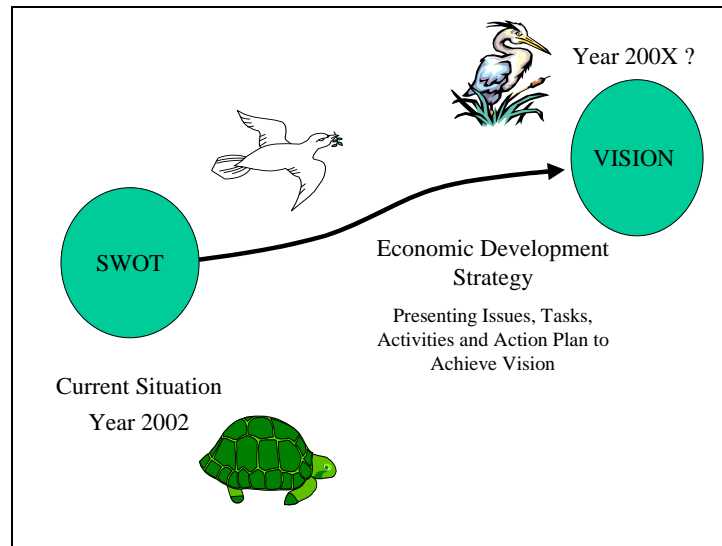 Year 200X ?
VISION
SWOT
Economic Development
Strategy
Presenting Issues, Tasks,
Activities and Action Plan to
Achieve Vision
Current Situation
Year 2002